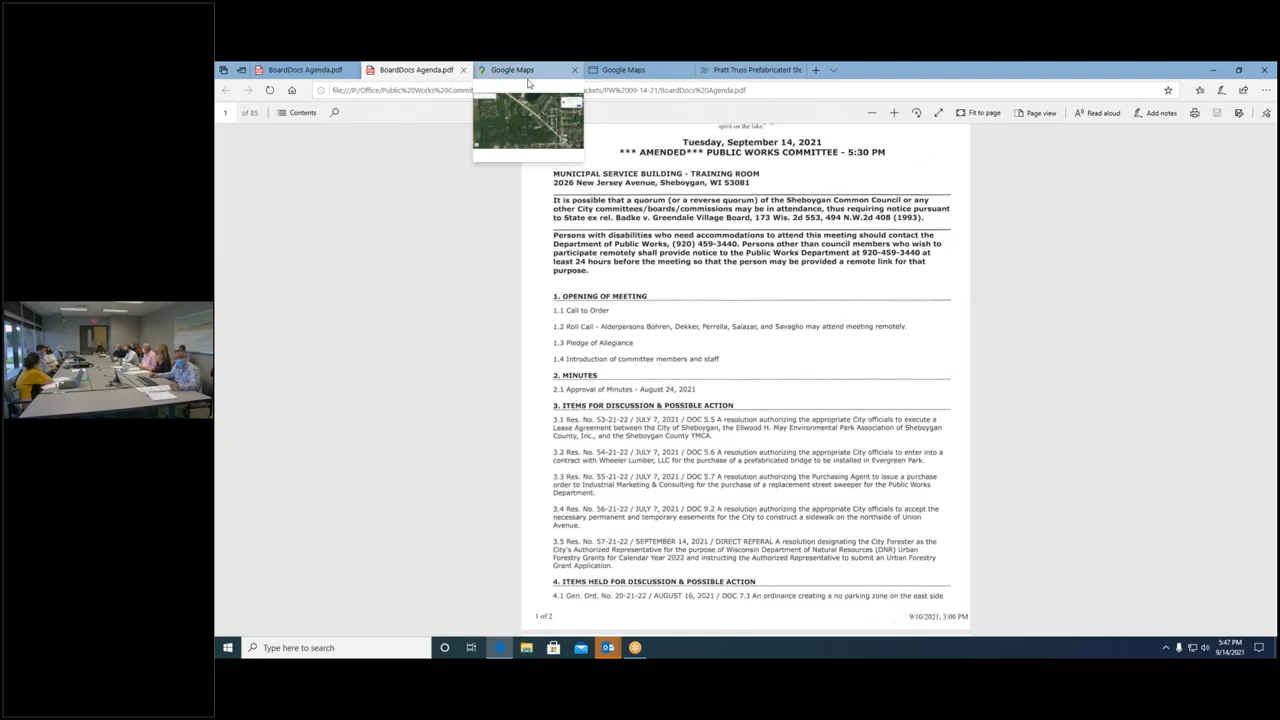 BoardDocs Agenda.pdf
BoardDocs Agenda.pdf
Google Maps
Google Maps
Pratt Truss Prefabricated Ste
file:///P:/Office/Public%20Works%20Commit
ckets/PW%2009-14-21/BoardDocs%20Agenda.pdf
1 of 85
Contents
Fit to page
Page view
Read aloud
Add notes
spirit on the lake
Tuesday, September 14, 2021
*** AMENDED*** PUBLIC WORKS COMMITTEE - 5:30 PM
MUNICIPAL SERVICE BUILDING - TRAINING ROOM
2026 New Jersey Avenue, Sheboygan, WI 53081
It is possible that a quorum (or a reverse quorum) of the Sheboygan Common Council or any
other City committees/boards/commissions may be in attendance, thus requiring notice pursuant
to State ex rel. Badke v. Greendale Village Board, 173 Wis. 2d 553, 494 N.W.2d 408 (1993).
Persons with disabilities who need accommodations to attend this meeting should contact the
Department of Public Works, (920) 459-3440. Persons other than council members who wish to
participate remotely shall provide notice to the Public Works Department at 920-459-3440 at
least 24 hours before the meeting so that the person may be provided a remote link for that
purpose.
1. OPENING OF MEETING
1.1 Call to Order
1.2 Roll Call - Alderpersons Bohren, Dekker, Perrella, Salazar, and Savaglio may attend meeting remotely.
1.3 Pledge of Allegiance
1.4 Introduction of committee members and staff
2. MINUTES
2.1 Approval of Minutes - August 24, 2021
3. ITEMS FOR DISCUSSION & POSSIBLE ACTION
3.1 Res. No. 53-21-22 / JULY 7, 2021 / DOC 5.5 A resolution authorizing the appropriate City officials to execute a
Lease Agreement between the City of Sheboygan, the Ellwood H. May Environmental Park Association of Sheboygan
County, Inc., and the Sheboygan County YMCA.
3.2 Res. No. 54-21-22 / JULY 7, 2021 / DOC 5.6 A resolution authorizing the appropriate City officials to enter into a
contract with Wheeler Lumber, LLC for the purchase of a prefabricated bridge to be installed in Evergreen Park.
3.3 Res. No. 55-21-22 / JULY 7, 2021 / DOC 5.7 A resolution authorizing the Purchasing Agent to issue a purchase
order to Industrial Marketing & Consulting for the purchase of a replacement street sweeper for the Public Works
Department.
3.4 Res. No. 56-21-22 / JULY 7, 2021 / DOC 9.2 A resolution authorizing the appropriate City officials to accept the
necessary permanent and temporary easements for the City to construct a sidewalk on the northside of Union
Avenue.
3.5 Res. No. 57-21-22 / SEPTEMBER 14, 2021 / DIRECT REFERAL A resolution designating the City Forester as the
City's Authorized Representative for the purpose of Wisconsin Department of Natural Resources (DNR) Urban
Forestry Grants for Calendar Year 2022 and instructing the Authorized Representative to submit an Urban Forestry
Grant Application.
4. ITEMS HELD FOR DISCUSSION & POSSIBLE ACTION
4.1 Gen. Ord. No. 20-21-22 / AUGUST 16, 2021 / DOC 7.3 An ordinance creating a no parking zone on the east side
1 of 2
9/10/2021, 3:00 PM
Type here to search
5:47 PM
9/14/2021